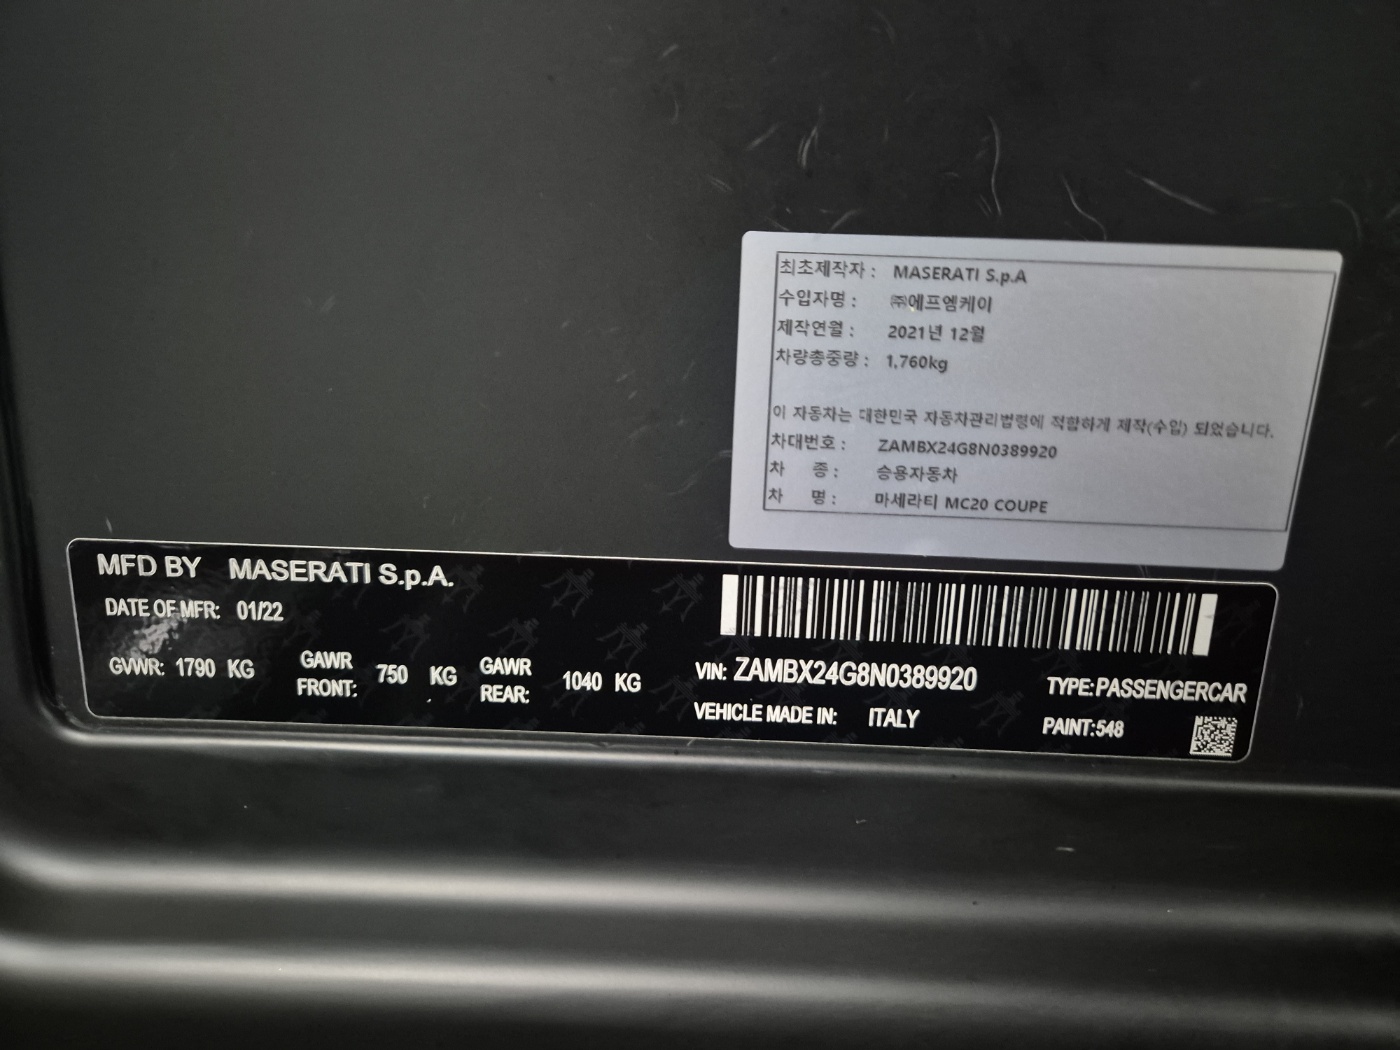 최초제작자 : MASERATI S.p.A
수입자명 : ㈜에프엠케이
제작연월 : 2021년 12월
차량총중량 : 1,760kg
이 자동차는 대한민국 자동차관리법령에 적합하게 제작(수입) 되었습니다.
차대번호 : ZAMBX24G8N0389920
차 종 : 승용자동차
차 명 : 마세라티 MC20 COUPE
MFD BY MASERATI S.p.A.
DATE OF MFR: 01/22
GVWR: 1790 KG GAWR FRONT: 750 KG GAWR REAR: 1040 KG
VIN: ZAMBX24G8N0389920
TYPE:PASSENGERCAR
VEHICLE MADE IN: ITALY
PAINT:548